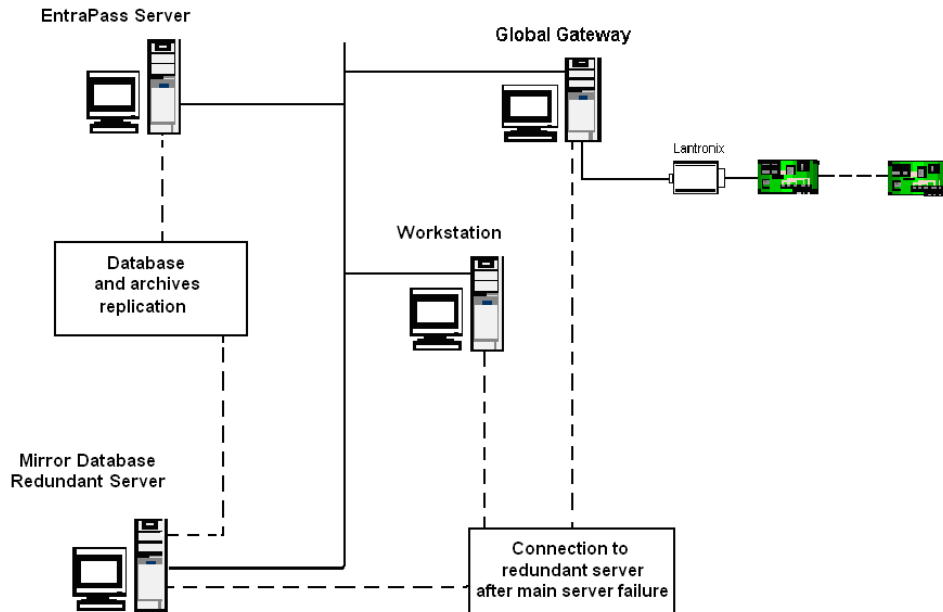 EntraPass Server
Global Gateway
Lantronix
Workstation
Database
and archives
replication
Mirror Database
Redundant Server
Connection to
redundant server
after main server failure